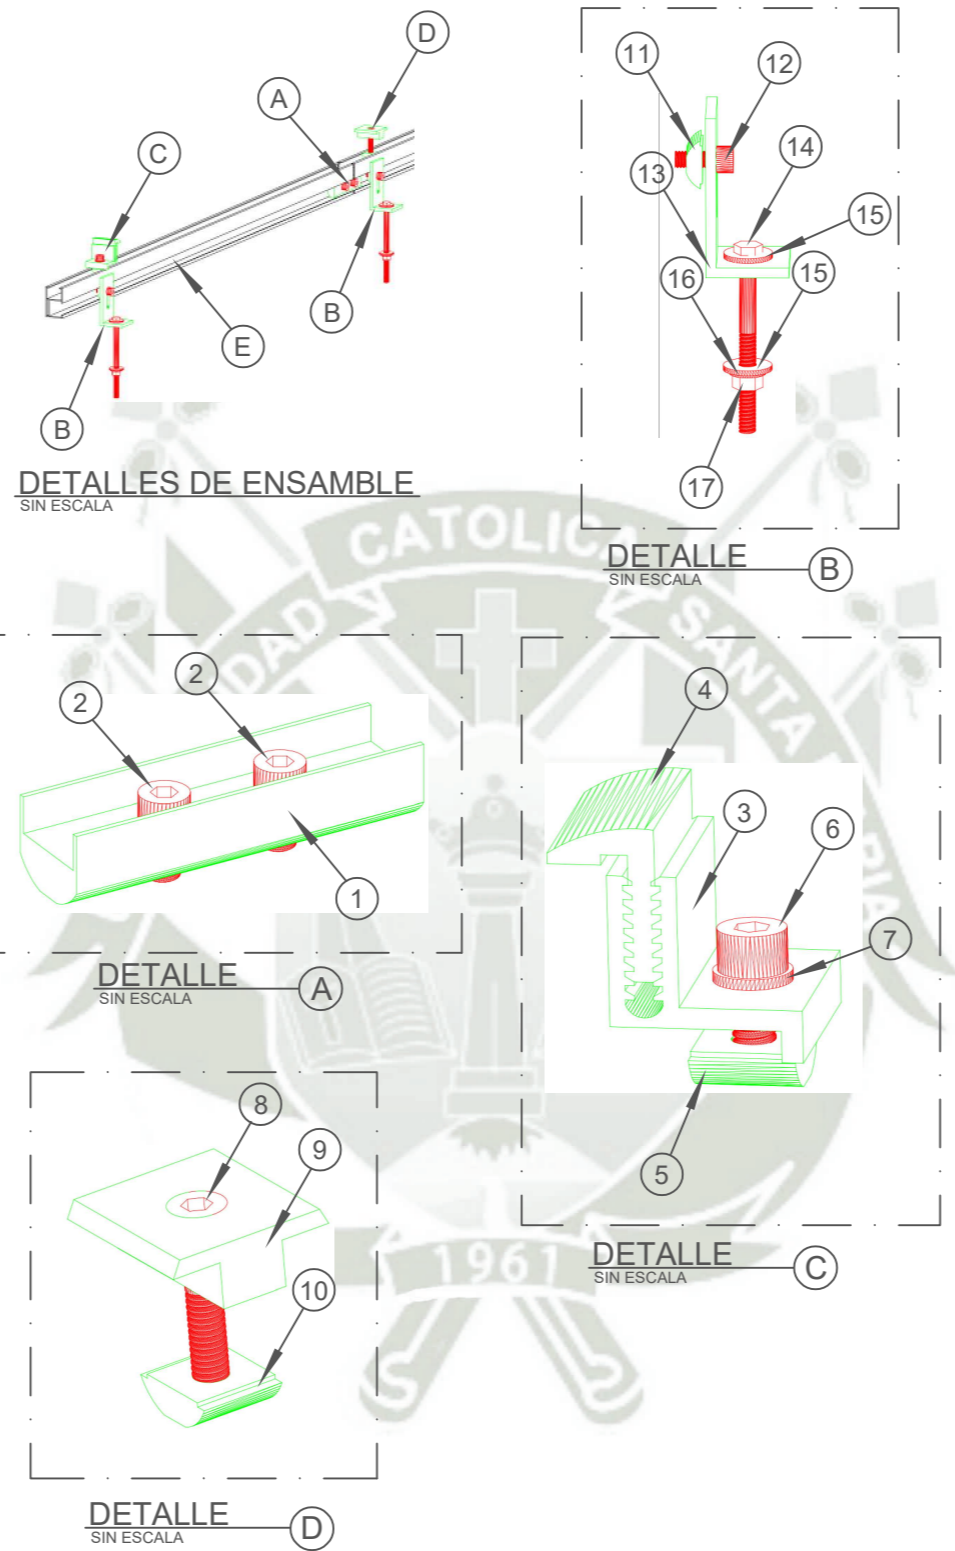 D
A
C
B
E
B
DETALLES DE ENSAMBLE
SIN ESCALA
11
12
14
13
15
16
15
17
DETALLE
SIN ESCALA
B
CATOLICA
DAD
SANTA
RIA
2
2
1
DETALLE
SIN ESCALA
A
4
3
6
7
5
DETALLE
SIN ESCALA
C
1961
8
9
10
DETALLE
SIN ESCALA
D